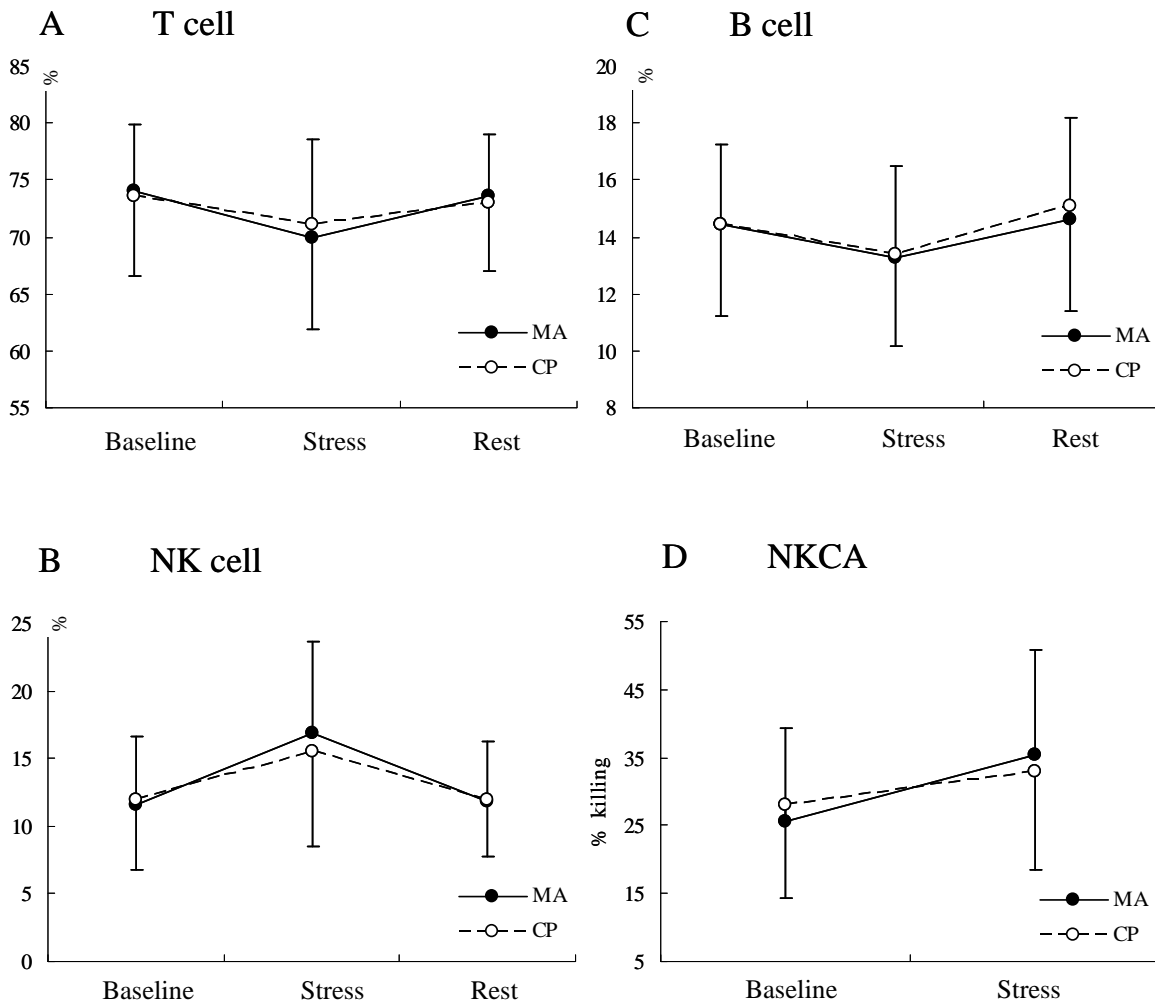 A T cell
%
85
80
75
70
65
60
55
MA
CP
Baseline Stress Rest
C B cell
%
20
18
16
14
12
10
8
MA
CP
Baseline Stress Rest
B NK cell
%
25
20
15
10
5
0
MA
CP
Baseline Stress Rest
D NKCA
% killing
55
45
35
25
15
5
MA
CP
Baseline Stress